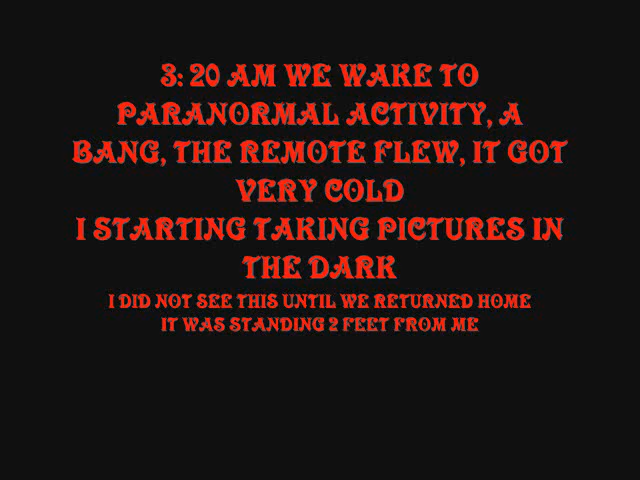 3: 20 AM WE WAKE TO
PARANORMAL ACTIVITY, A
BANG, THE REMOTE FLEW, IT GOT
VERY COLD
I STARTING TAKING PICTURES IN
THE DARK
I DID NOT SEE THIS UNTIL WE RETURNED HOME
IT WAS STANDING 2 FEET FROM ME